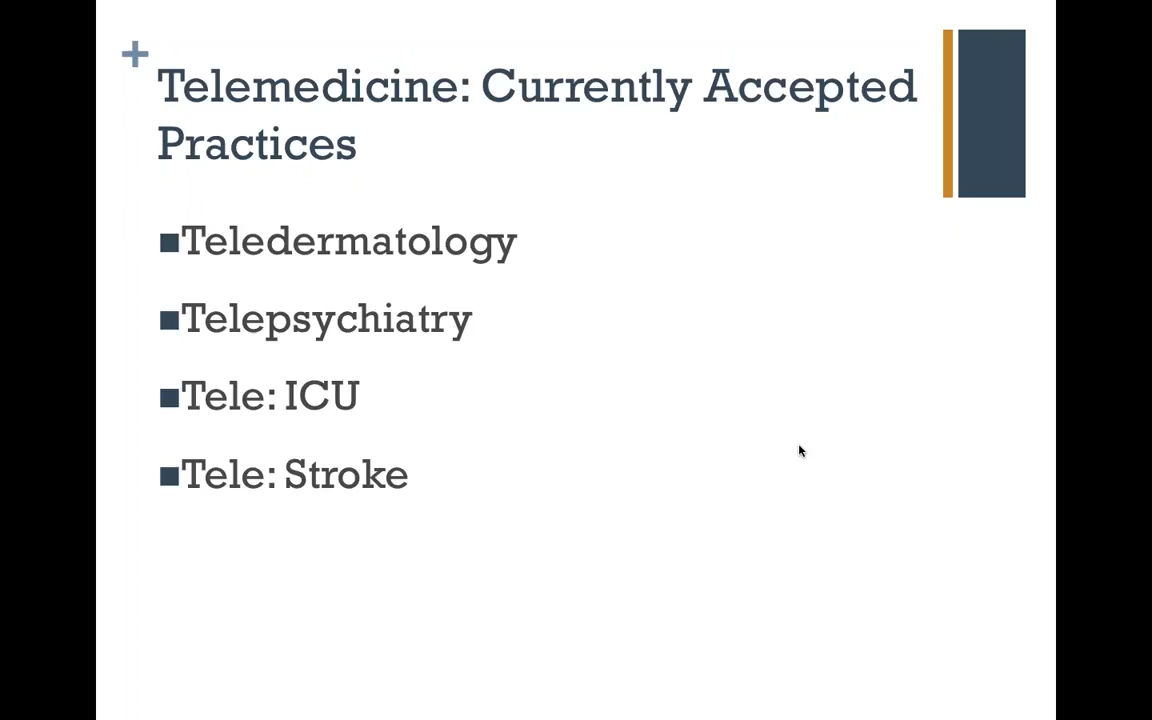 +
Telemedicine: Currently Accepted
Practices
■Teledermatology
■Telepsychiatry
■Tele: ICU
■Tele: Stroke